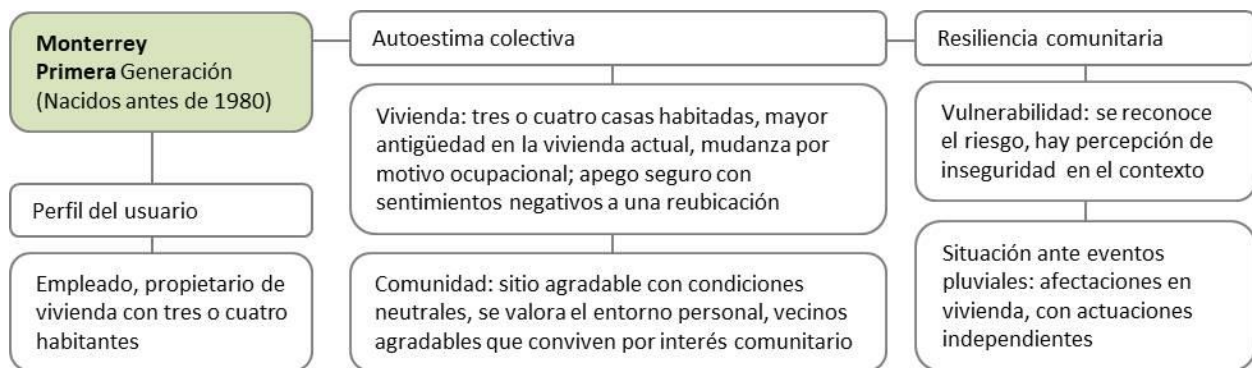 Monterrey
Primera Generación
(Nacidos antes de 1980)
Perfil del usuario
Empleado, propietario de
vivienda con tres o cuatro
habitantes
Autoestima colectiva
Vivienda: tres o cuatro casas habitadas, mayor
antigüedad en la vivienda actual, mudanza por
motivo ocupacional; apego seguro con
sentimientos negativos a una reubicación
Comunidad: sitio agradable con condiciones
neutrales, se valora el entorno personal, vecinos
agradables que conviven por interés comunitario
Resiliencia comunitaria
Vulnerabilidad: se reconoce
el riesgo, hay percepción de
inseguridad en el contexto
Situación ante eventos
pluviales: afectaciones en
vivienda, con actuaciones
independientes